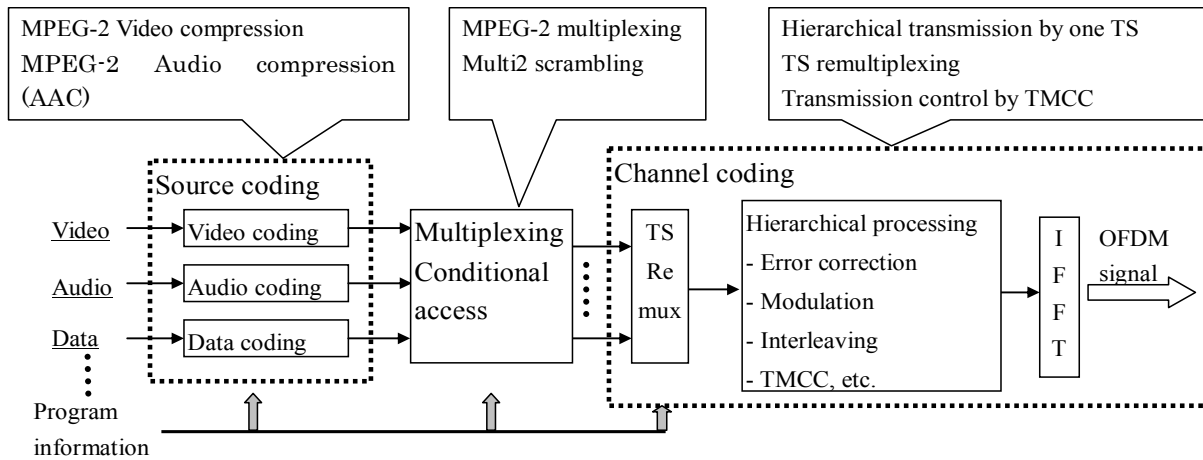 MPEG-2 Video compression
MPEG-2 Audio compression
(AAC)
MPEG-2 multiplexing
Multi2 scrambling
Hierarchical transmission by one TS
TS remultiplexing
Transmission control by TMCC
Source coding
Channel coding
Video
Audio
Data
Program
information
Video coding
Audio coding
Data coding
Multiplexing
Conditional
access
TS
Re
mux
Hierarchical processing
- Error correction
- Modulation
- Interleaving
- TMCC, etc.
I
F
F
T
OFDM
signal